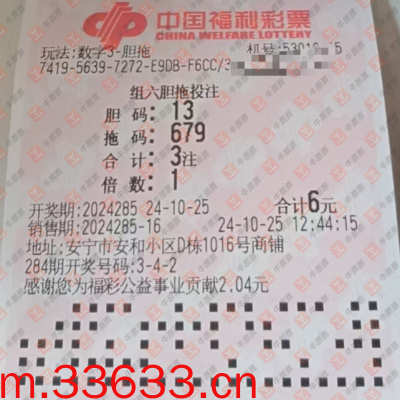 中国福利彩票
CHINA WELFARE LOTTERY
玩法:数字3-胆拖
7419-5639-7272-E9DB-F6CC/3
组六胆拖投注
胆 码: 13
拖 码: 679
合 计: 3注
倍 数: 1
开奖期:2024285 24-10-25 合计6元
销售期:2024285-16 24-10-25 12:44:15
地址:安宁市安和小区D栋1016号商铺
284期开奖号码:3-4-2
感谢您为福彩公益事业贡献2.04元
m.33633.cn